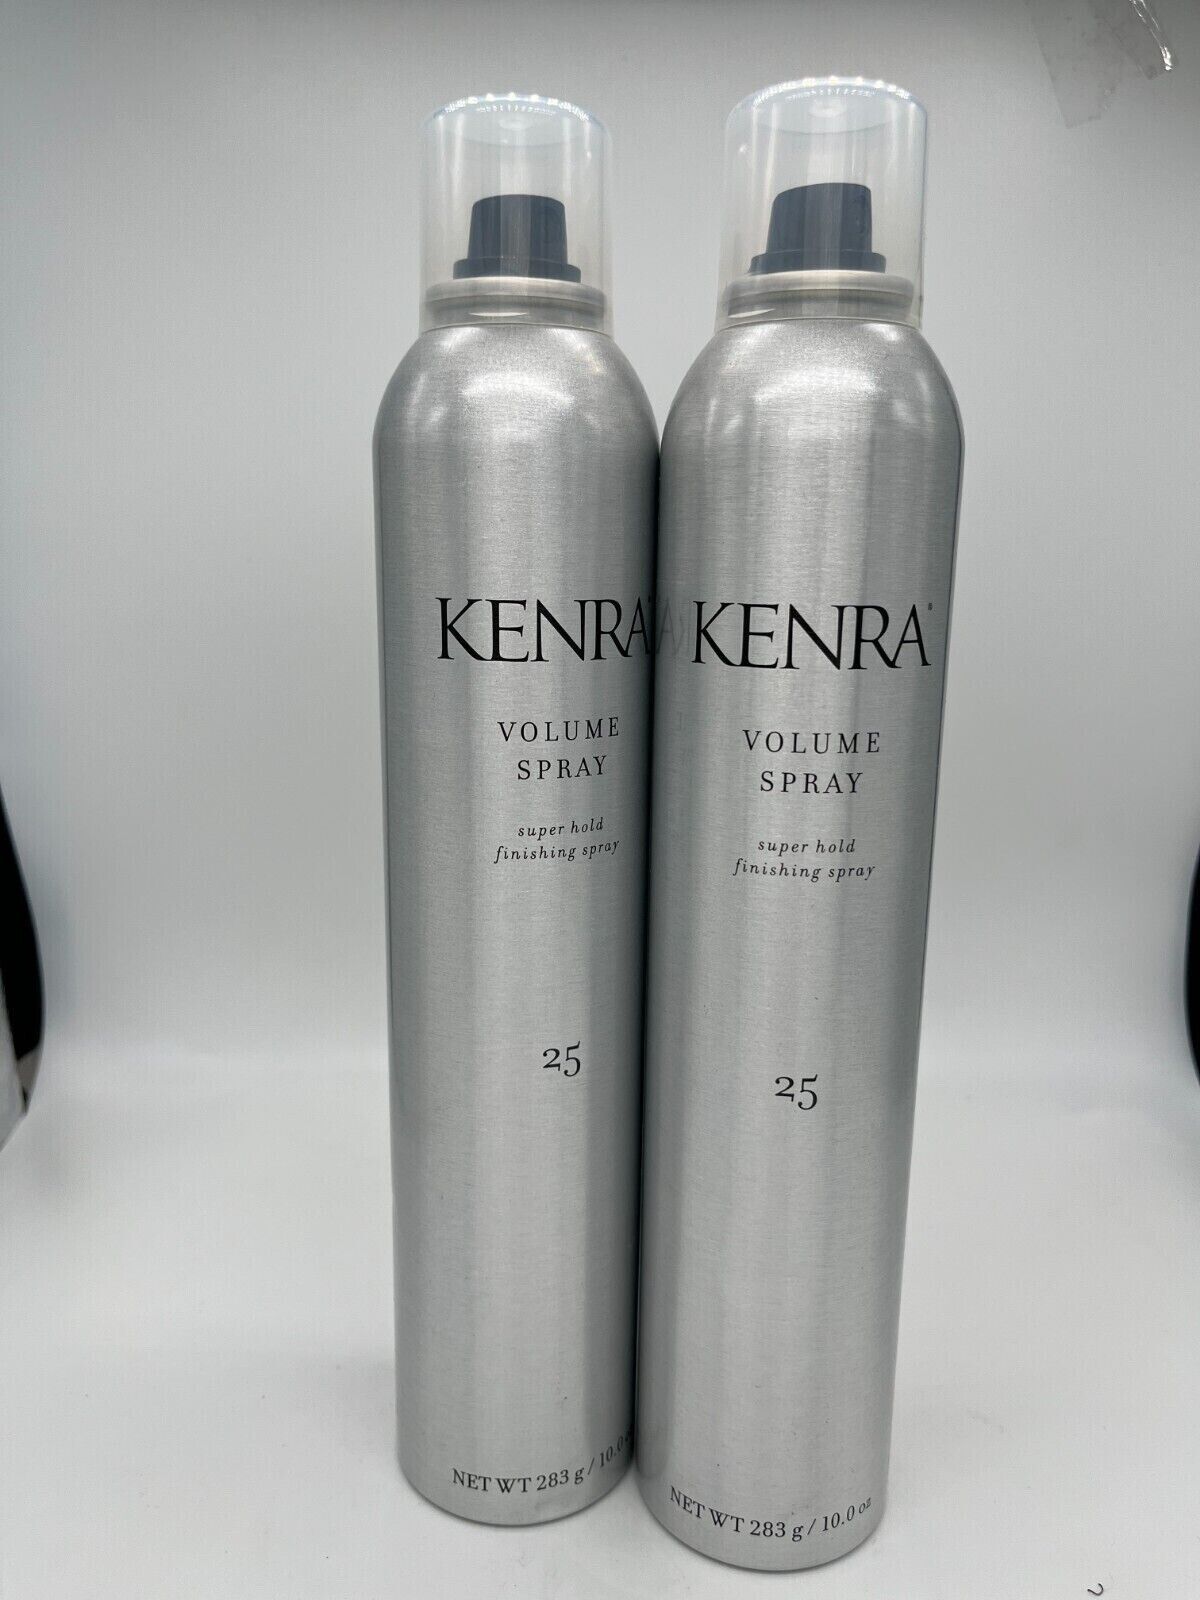 KENRA
VOLUME
SPRAY
super hold
finishing spray
25
NET WT 283 g / 10.0 oz
KENRA®
VOLUME
SPRAY
super hold
finishing spray
25
NET WT 283 g / 10.0 oz